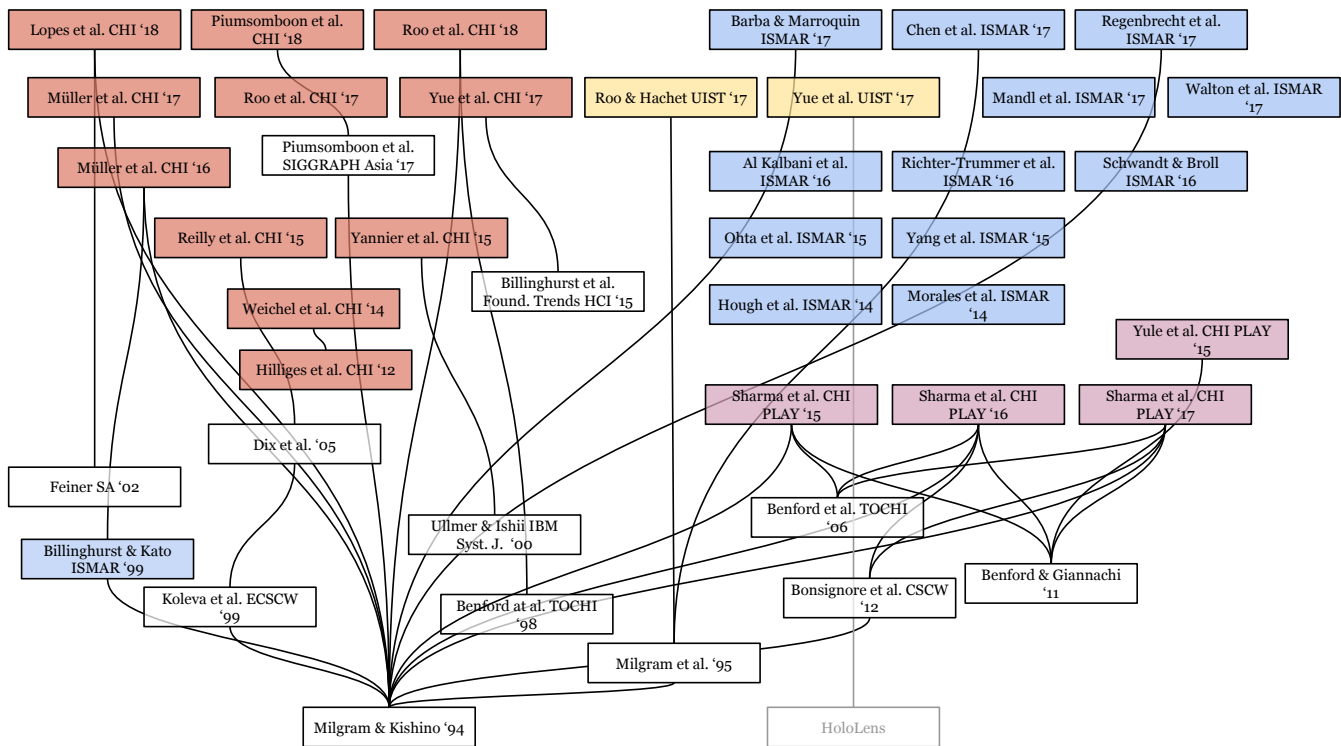 Lopes et al. CHI ‘18
Piumsomboon et al.
CHI ‘18
Roo et al. CHI ‘18
Barba & Marroquin
ISMAR ‘17
Chen et al. ISMAR ‘17
Regenbrecht et al.
ISMAR ‘17
Müller et al. CHI ‘17
Roo et al. CHI ‘17
Yue et al. CHI ‘17
Roo & Hachet UIST ‘17
Yue et al. UIST ‘17
Mandl et al. ISMAR ‘17
Walton et al. ISMAR
‘17
Piumsomboon et al.
SIGGRAPH Asia ‘17
Müller et al. CHI ‘16
Al Kalbani et al.
ISMAR ‘16
Richter-Trummer et al.
ISMAR ‘16
Schwandt & Broll
ISMAR ‘16
Reilly et al. CHI ‘15
Yannier et al. CHI ‘15
Ohta et al. ISMAR ‘15
Yang et al. ISMAR ‘15
Billinghurst et al.
Found. Trends HCI ‘15
Weichel et al. CHI ‘14
Hough et al. ISMAR ‘14
Morales et al. ISMAR
‘14
Yule et al. CHI PLAY
‘15
Hilliges et al. CHI ‘12
Sharma et al. CHI
PLAY ‘15
Sharma et al. CHI
PLAY ‘16
Sharma et al. CHI
PLAY ‘17
Dix et al. ‘05
Feiner SA ‘02
Benford et al. TOCHI
‘06
Ullmer & Ishii IBM
Syst. J. ‘00
Billinghurst & Kato
ISMAR ‘99
Benford & Giannachi
‘11
Koleva et al. ECSCW
‘99
Benford at al. TOCHI
‘98
Bonsignore et al. CSCW
‘12
Milgram et al. ‘95
Milgram & Kishino ‘94
HoloLens